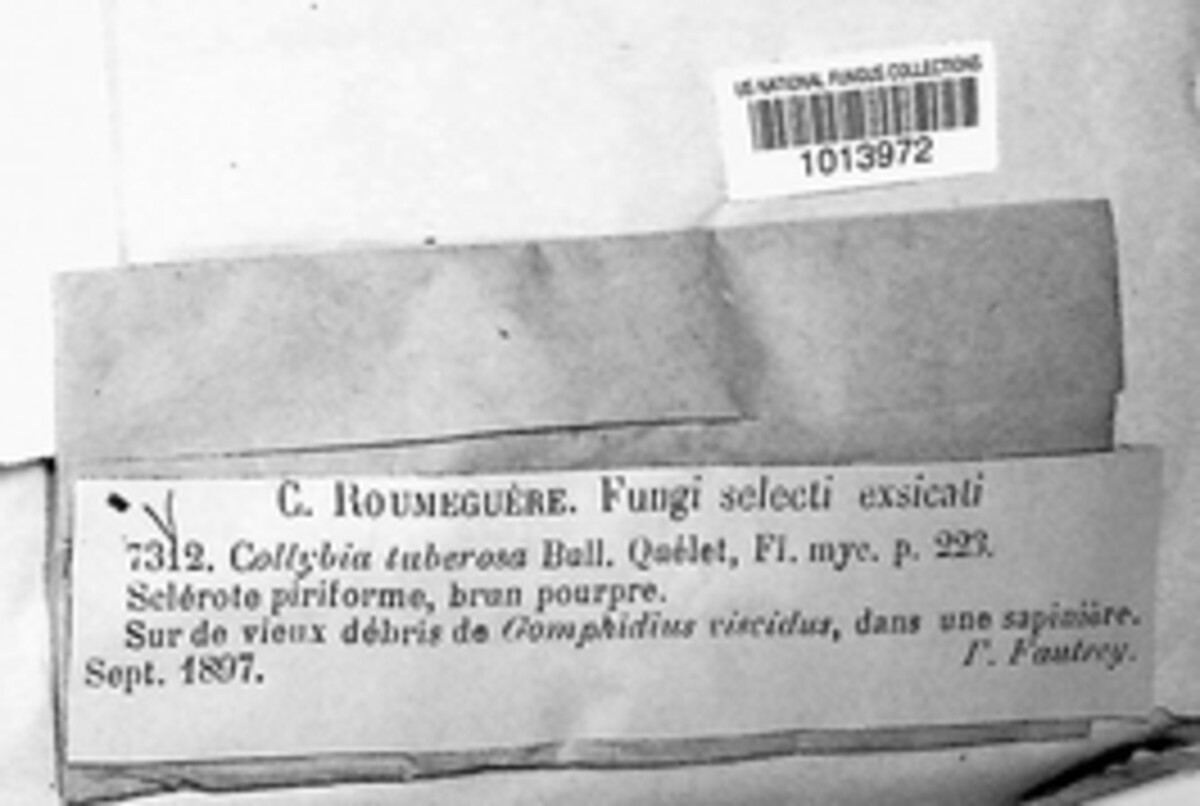 US NATIONAL FUNGUS COLLECTIONS
1013972
C. ROUMEGUÈRE. Fungi selecti exsicati
7312. Collybia tuberosa Bull. Quélet, Fl. myc. p. 223.
Sclérote piriforme, brun pourpre.
Sur de vieux débris de Gomphidius viscidus, dans une sapinière.
Sept. 1897. F. Fautrey.